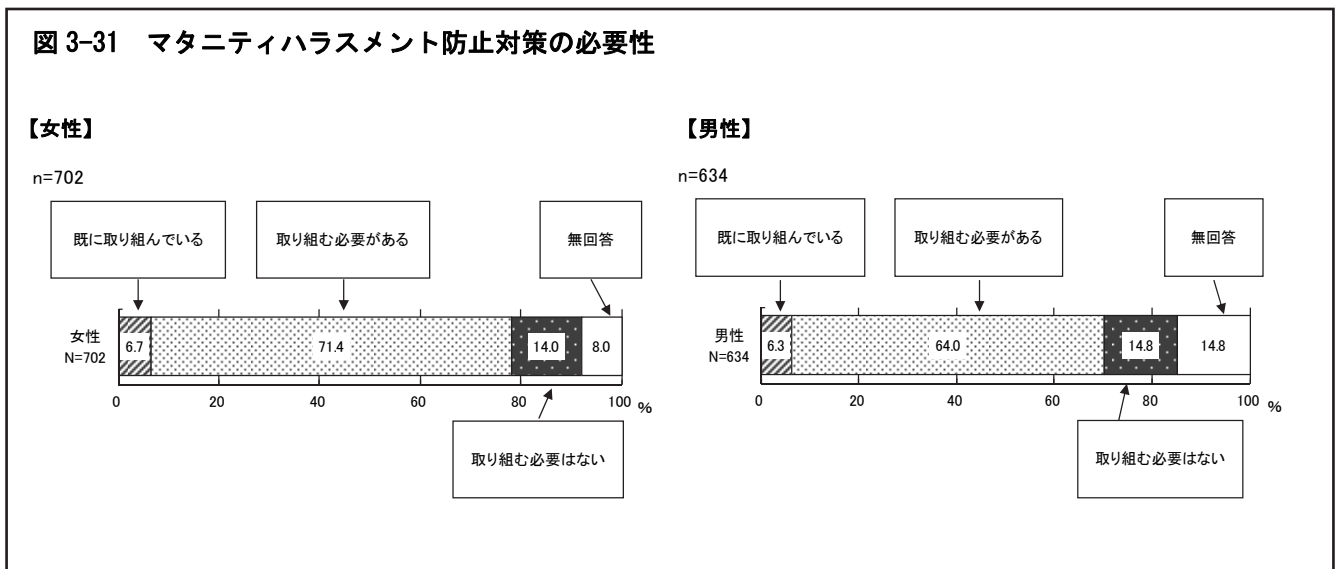 図 3-31　マタニティハラスメント防止対策の必要性
【女性】
n=702
既に取り組んでいる
取り組む必要がある
無回答
女性
N=702
6.7
71.4
14.0
8.0
0 20 40 60 80 100 %
取り組む必要はない
【男性】
n=634
既に取り組んでいる
取り組む必要がある
無回答
男性
N=634
6.3
64.0
14.8
14.8
0 20 40 60 80 100 %
取り組む必要はない